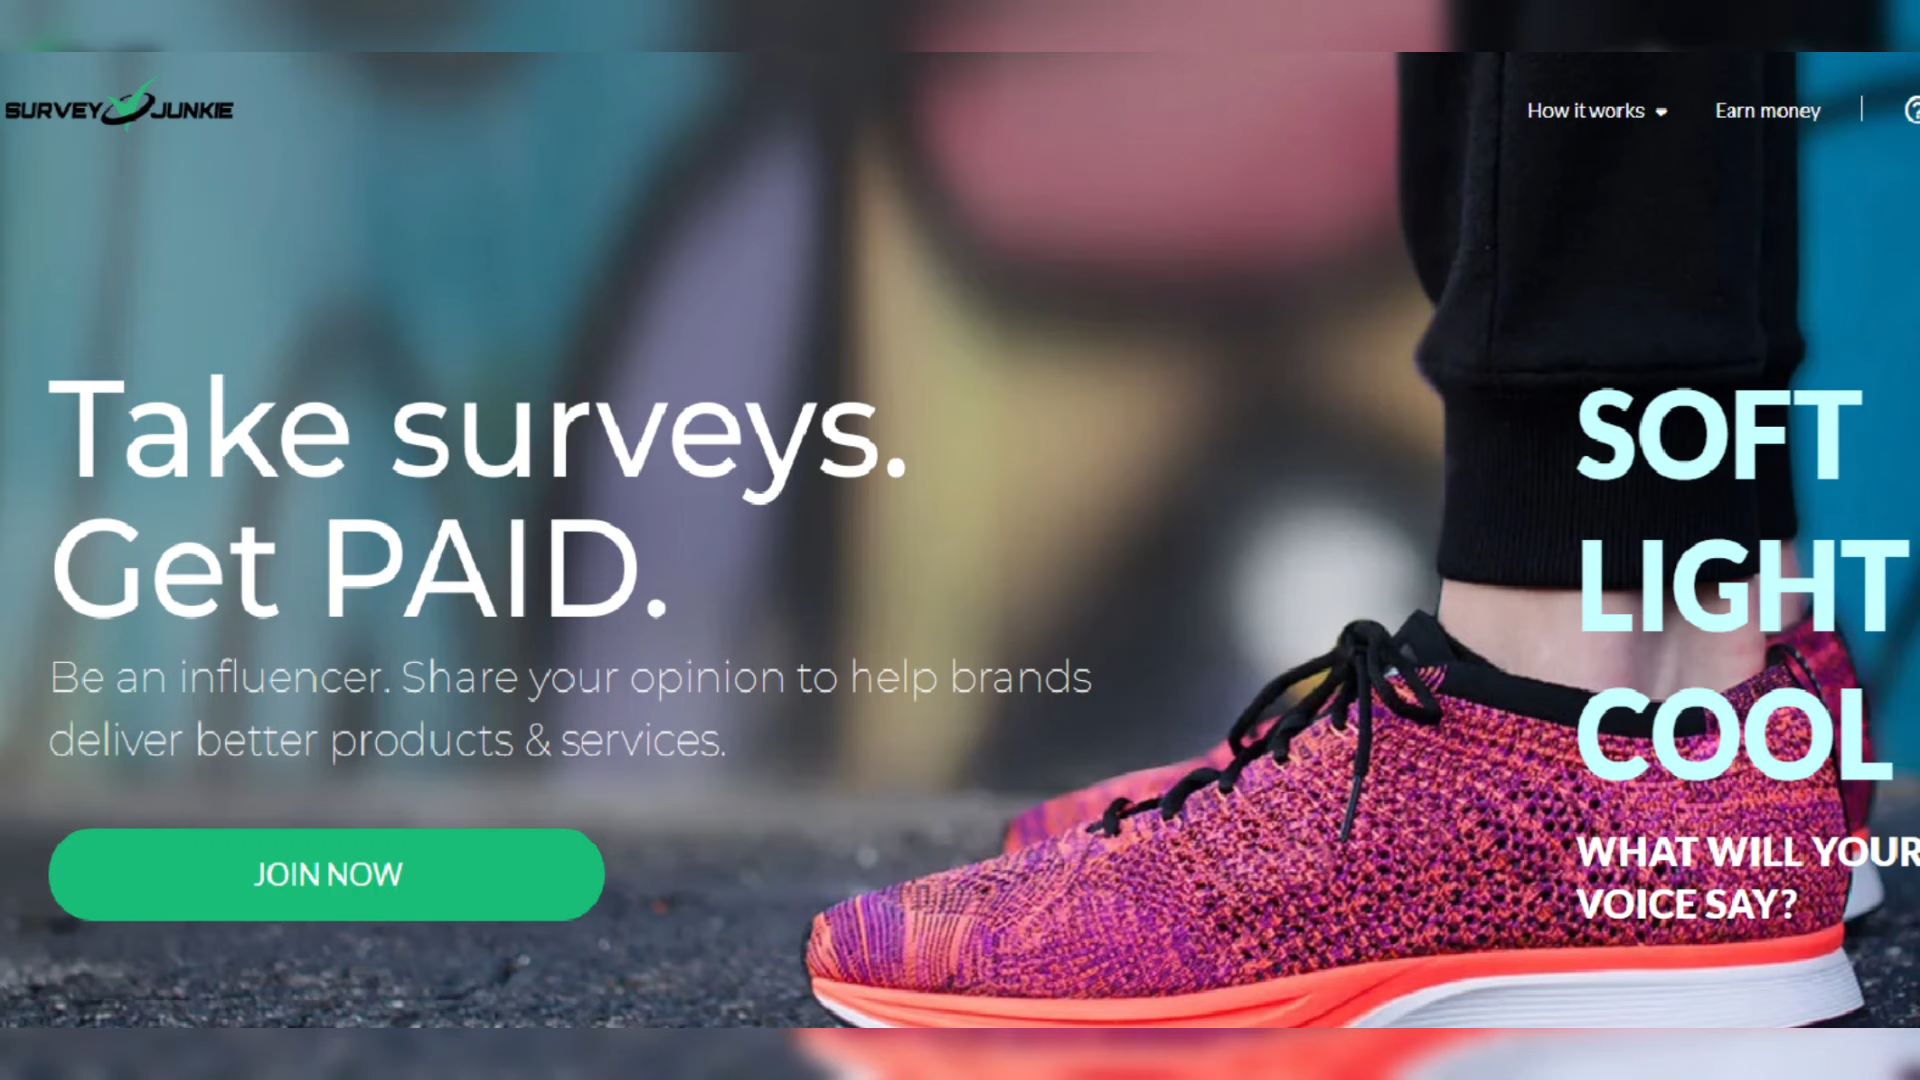 SURVEY JUNKIE
How it works
Earn money
Take surveys.
Get PAID.
Be an influencer. Share your opinion to help brands
deliver better products & services.
JOIN NOW
SOFT
LIGHT
COOL
WHAT WILL YOUR
VOICE SAY?